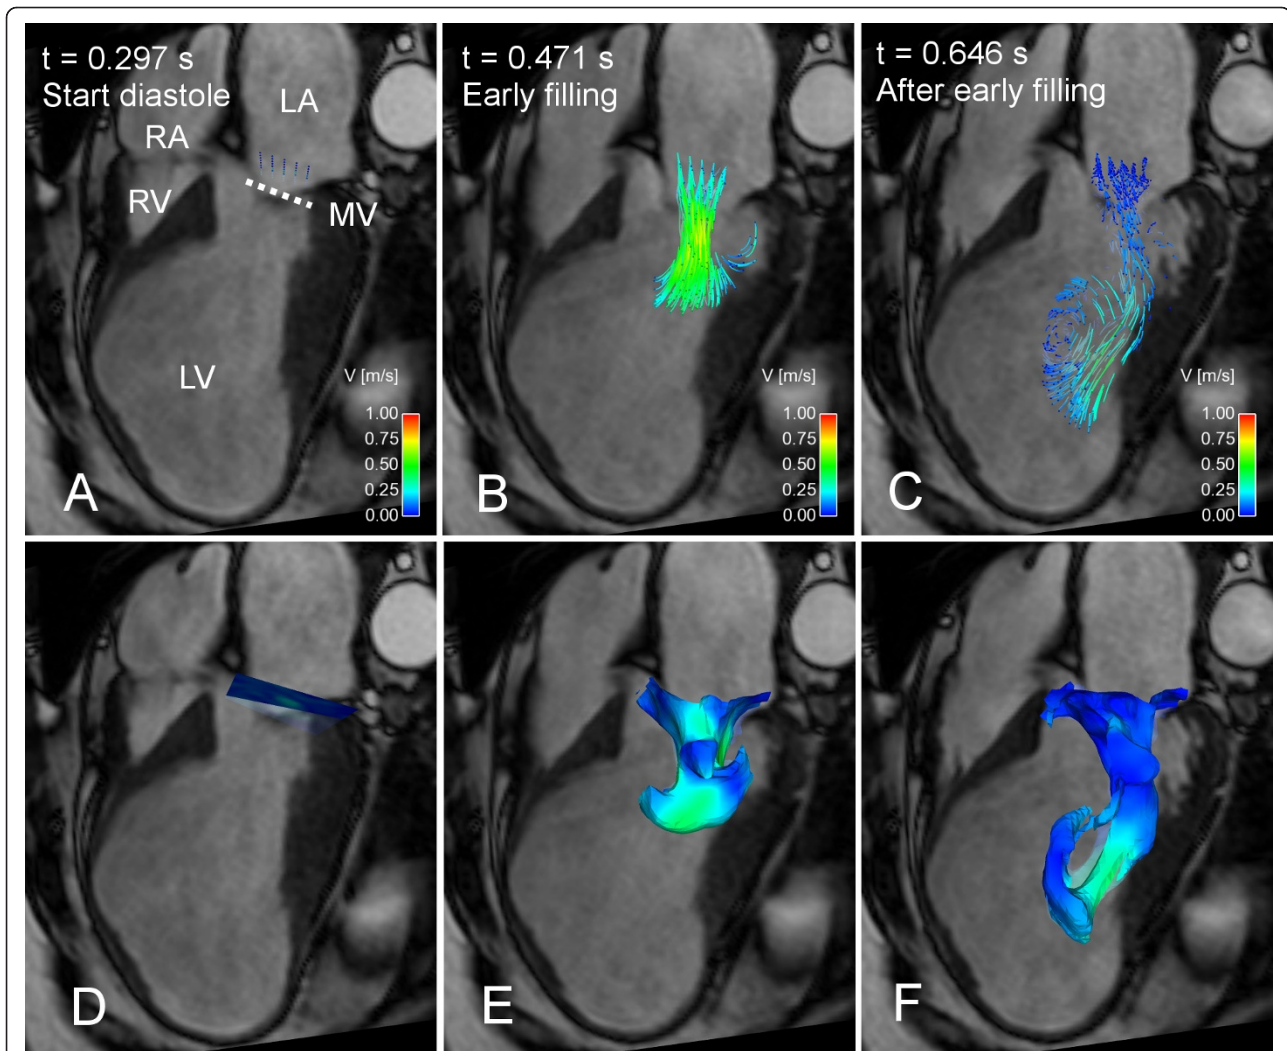 t = 0.297 s
Start diastole
LA
RA
RV
MV
LV
V [m/s]
1.00
0.75
0.50
0.25
0.00
A
t = 0.471 s
Early filling
V [m/s]
1.00
0.75
0.50
0.25
0.00
B
t = 0.646 s
After early filling
V [m/s]
1.00
0.75
0.50
0.25
0.00
C
D
E
F